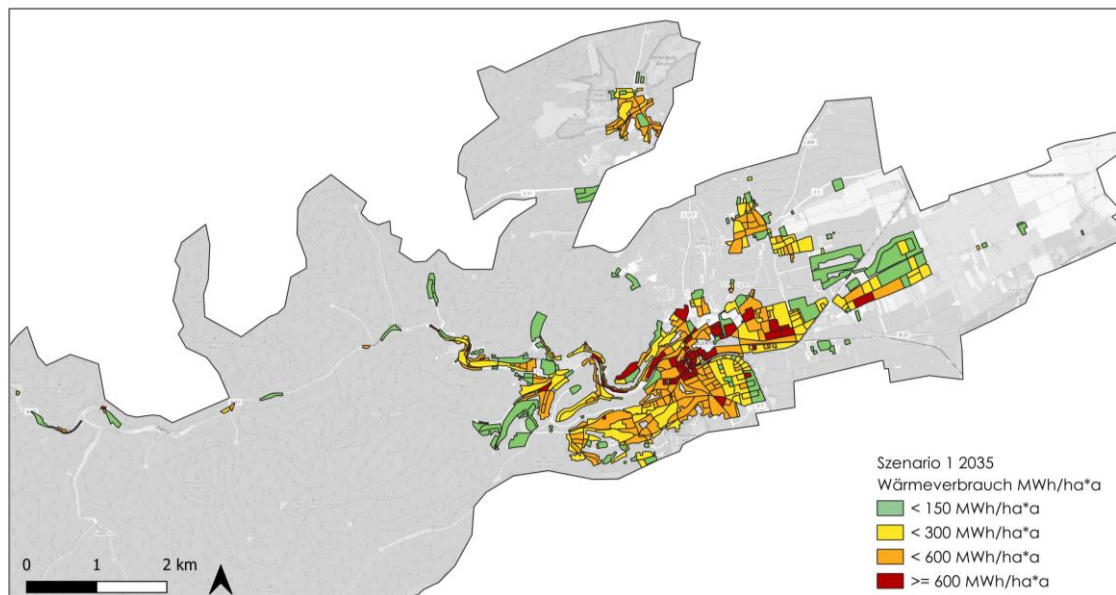 Szenario 1 2035
Wärmeverbrauch MWh/ha*a
< 150 MWh/ha*a
< 300 MWh/ha*a
< 600 MWh/ha*a
>= 600 MWh/ha*a
0 1 2 km